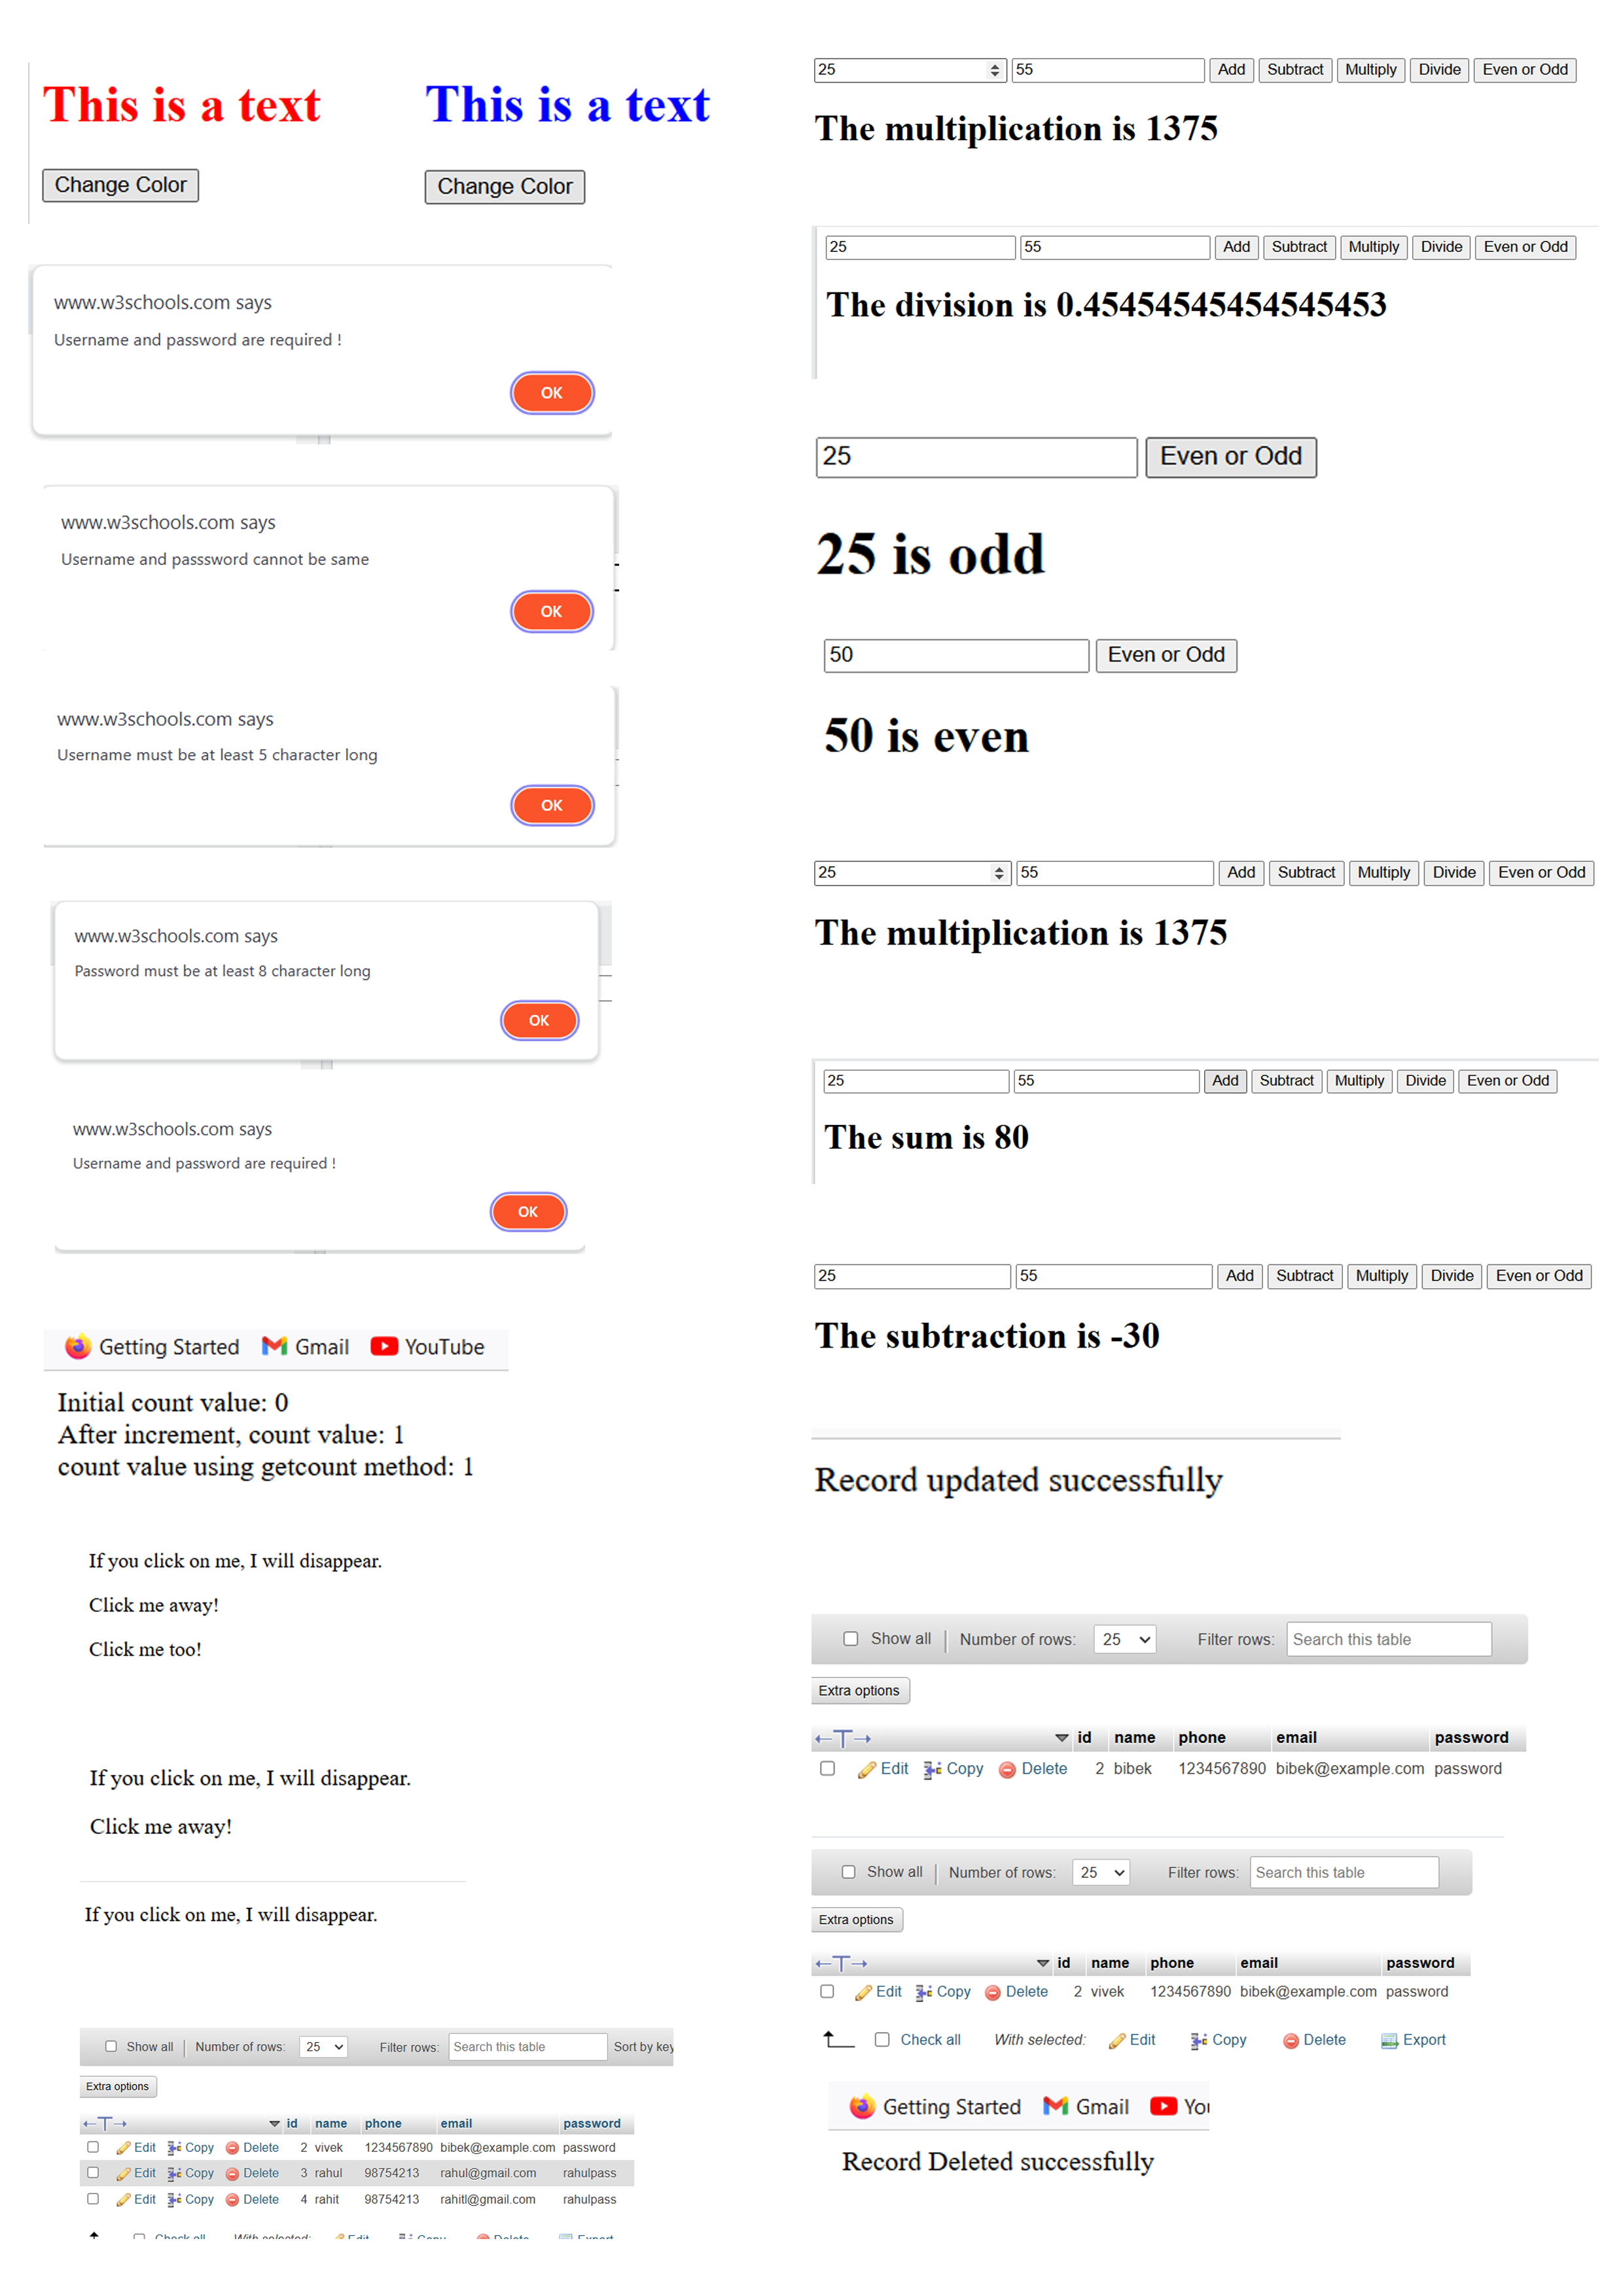 This is a text
Change Color
This is a text
Change Color
www.w3schools.com says
Username and password are required !
OK
www.w3schools.com says
Username and passsword cannot be same
OK
www.w3schools.com says
Username must be at least 5 character long
OK
www.w3schools.com says
Password must be at least 8 character long
OK
www.w3schools.com says
Username and password are required !
OK
Getting Started Gmail YouTube
Initial count value: 0
After increment, count value: 1
count value using getcount method: 1
If you click on me, I will disappear.
Click me away!
Click me too!
If you click on me, I will disappear.
Click me away!
If you click on me, I will disappear.
Show all Number of rows: 25 Filter rows: Search this table Sort by key
Extra options
←T→ id name phone email password
Edit Copy Delete 2 vivek 1234567890 bibek@example.com password
Edit Copy Delete 3 rahul 98754213 rahul@gmail.com rahulpass
Edit Copy Delete 4 rahit 98754213 rahitl@gmail.com rahulpass
Check all With selected: Edit Copy Delete Export
25 55 Add Subtract Multiply Divide Even or Odd
The multiplication is 1375
25 55 Add Subtract Multiply Divide Even or Odd
The division is 0.45454545454545453
25 Even or Odd
25 is odd
50 Even or Odd
50 is even
25 55 Add Subtract Multiply Divide Even or Odd
The multiplication is 1375
25 55 Add Subtract Multiply Divide Even or Odd
The sum is 80
25 55 Add Subtract Multiply Divide Even or Odd
The subtraction is -30
Record updated successfully
Show all Number of rows: 25 Filter rows: Search this table
Extra options
←T→ id name phone email password
Edit Copy Delete 2 bibek 1234567890 bibek@example.com password
Show all Number of rows: 25 Filter rows: Search this table
Extra options
←T→ id name phone email password
Edit Copy Delete 2 vivek 1234567890 bibek@example.com password
Check all With selected: Edit Copy Delete Export
Getting Started Gmail You
Record Deleted successfully